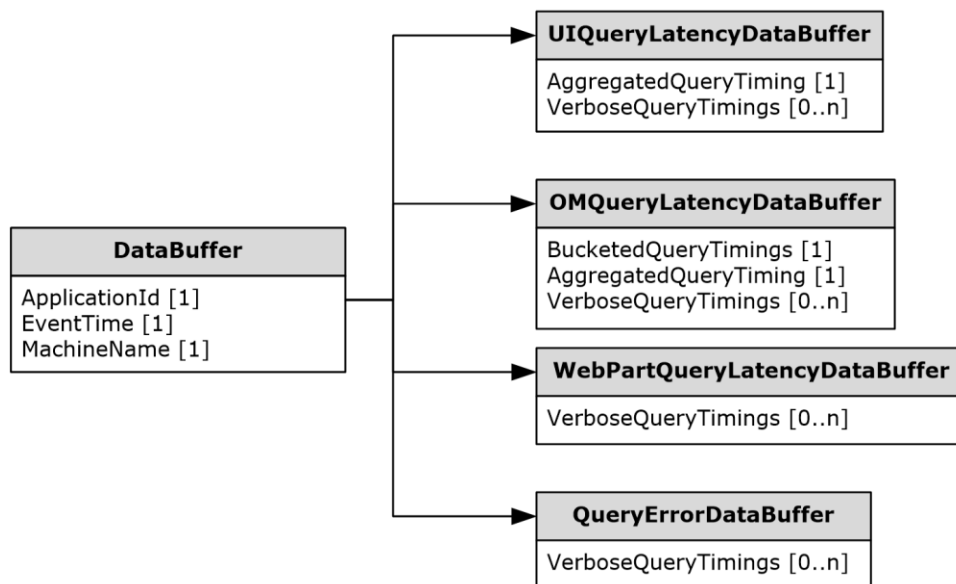 UIQueryLatencyDataBuffer
AggregatedQueryTiming [1]
VerboseQueryTimings [0..n]
OMQueryLatencyDataBuffer
BucketedQueryTimings [1]
AggregatedQueryTiming [1]
VerboseQueryTimings [0..n]
DataBuffer
ApplicationId [1]
EventTime [1]
MachineName [1]
WebPartQueryLatencyDataBuffer
VerboseQueryTimings [0..n]
QueryErrorDataBuffer
VerboseQueryTimings [0..n]